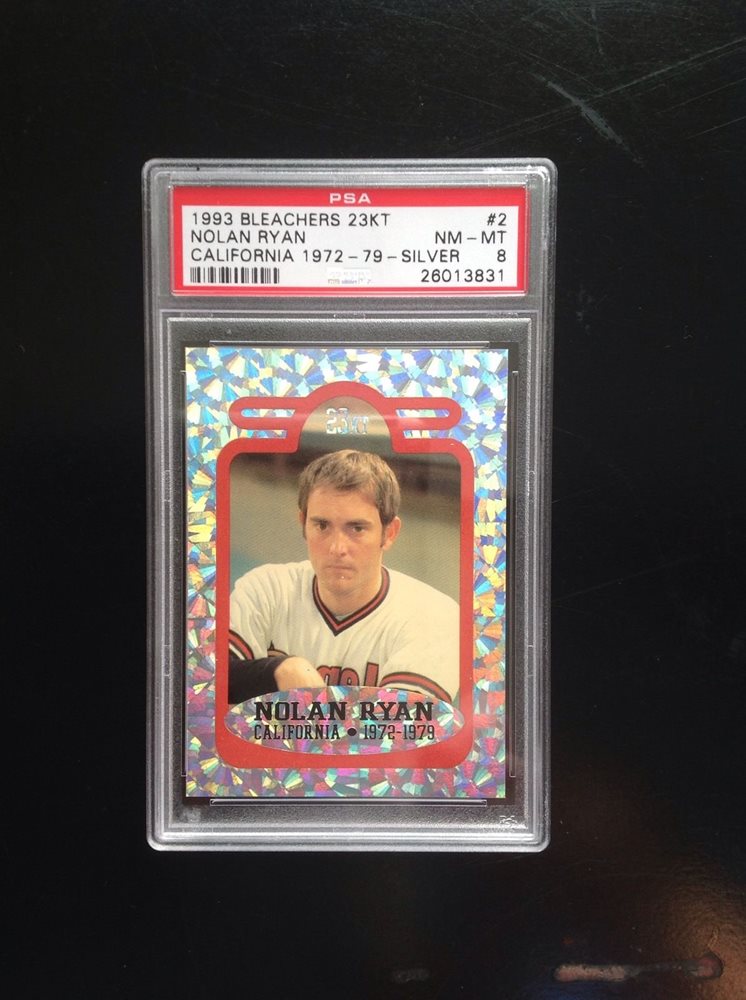 PSA
1993 BLEACHERS 23KT #2
NOLAN RYAN NM - MT
CALIFORNIA 1972 - 79 - SILVER 8
26013831
23KT
NOLAN RYAN
CALIFORNIA • 1972-1979